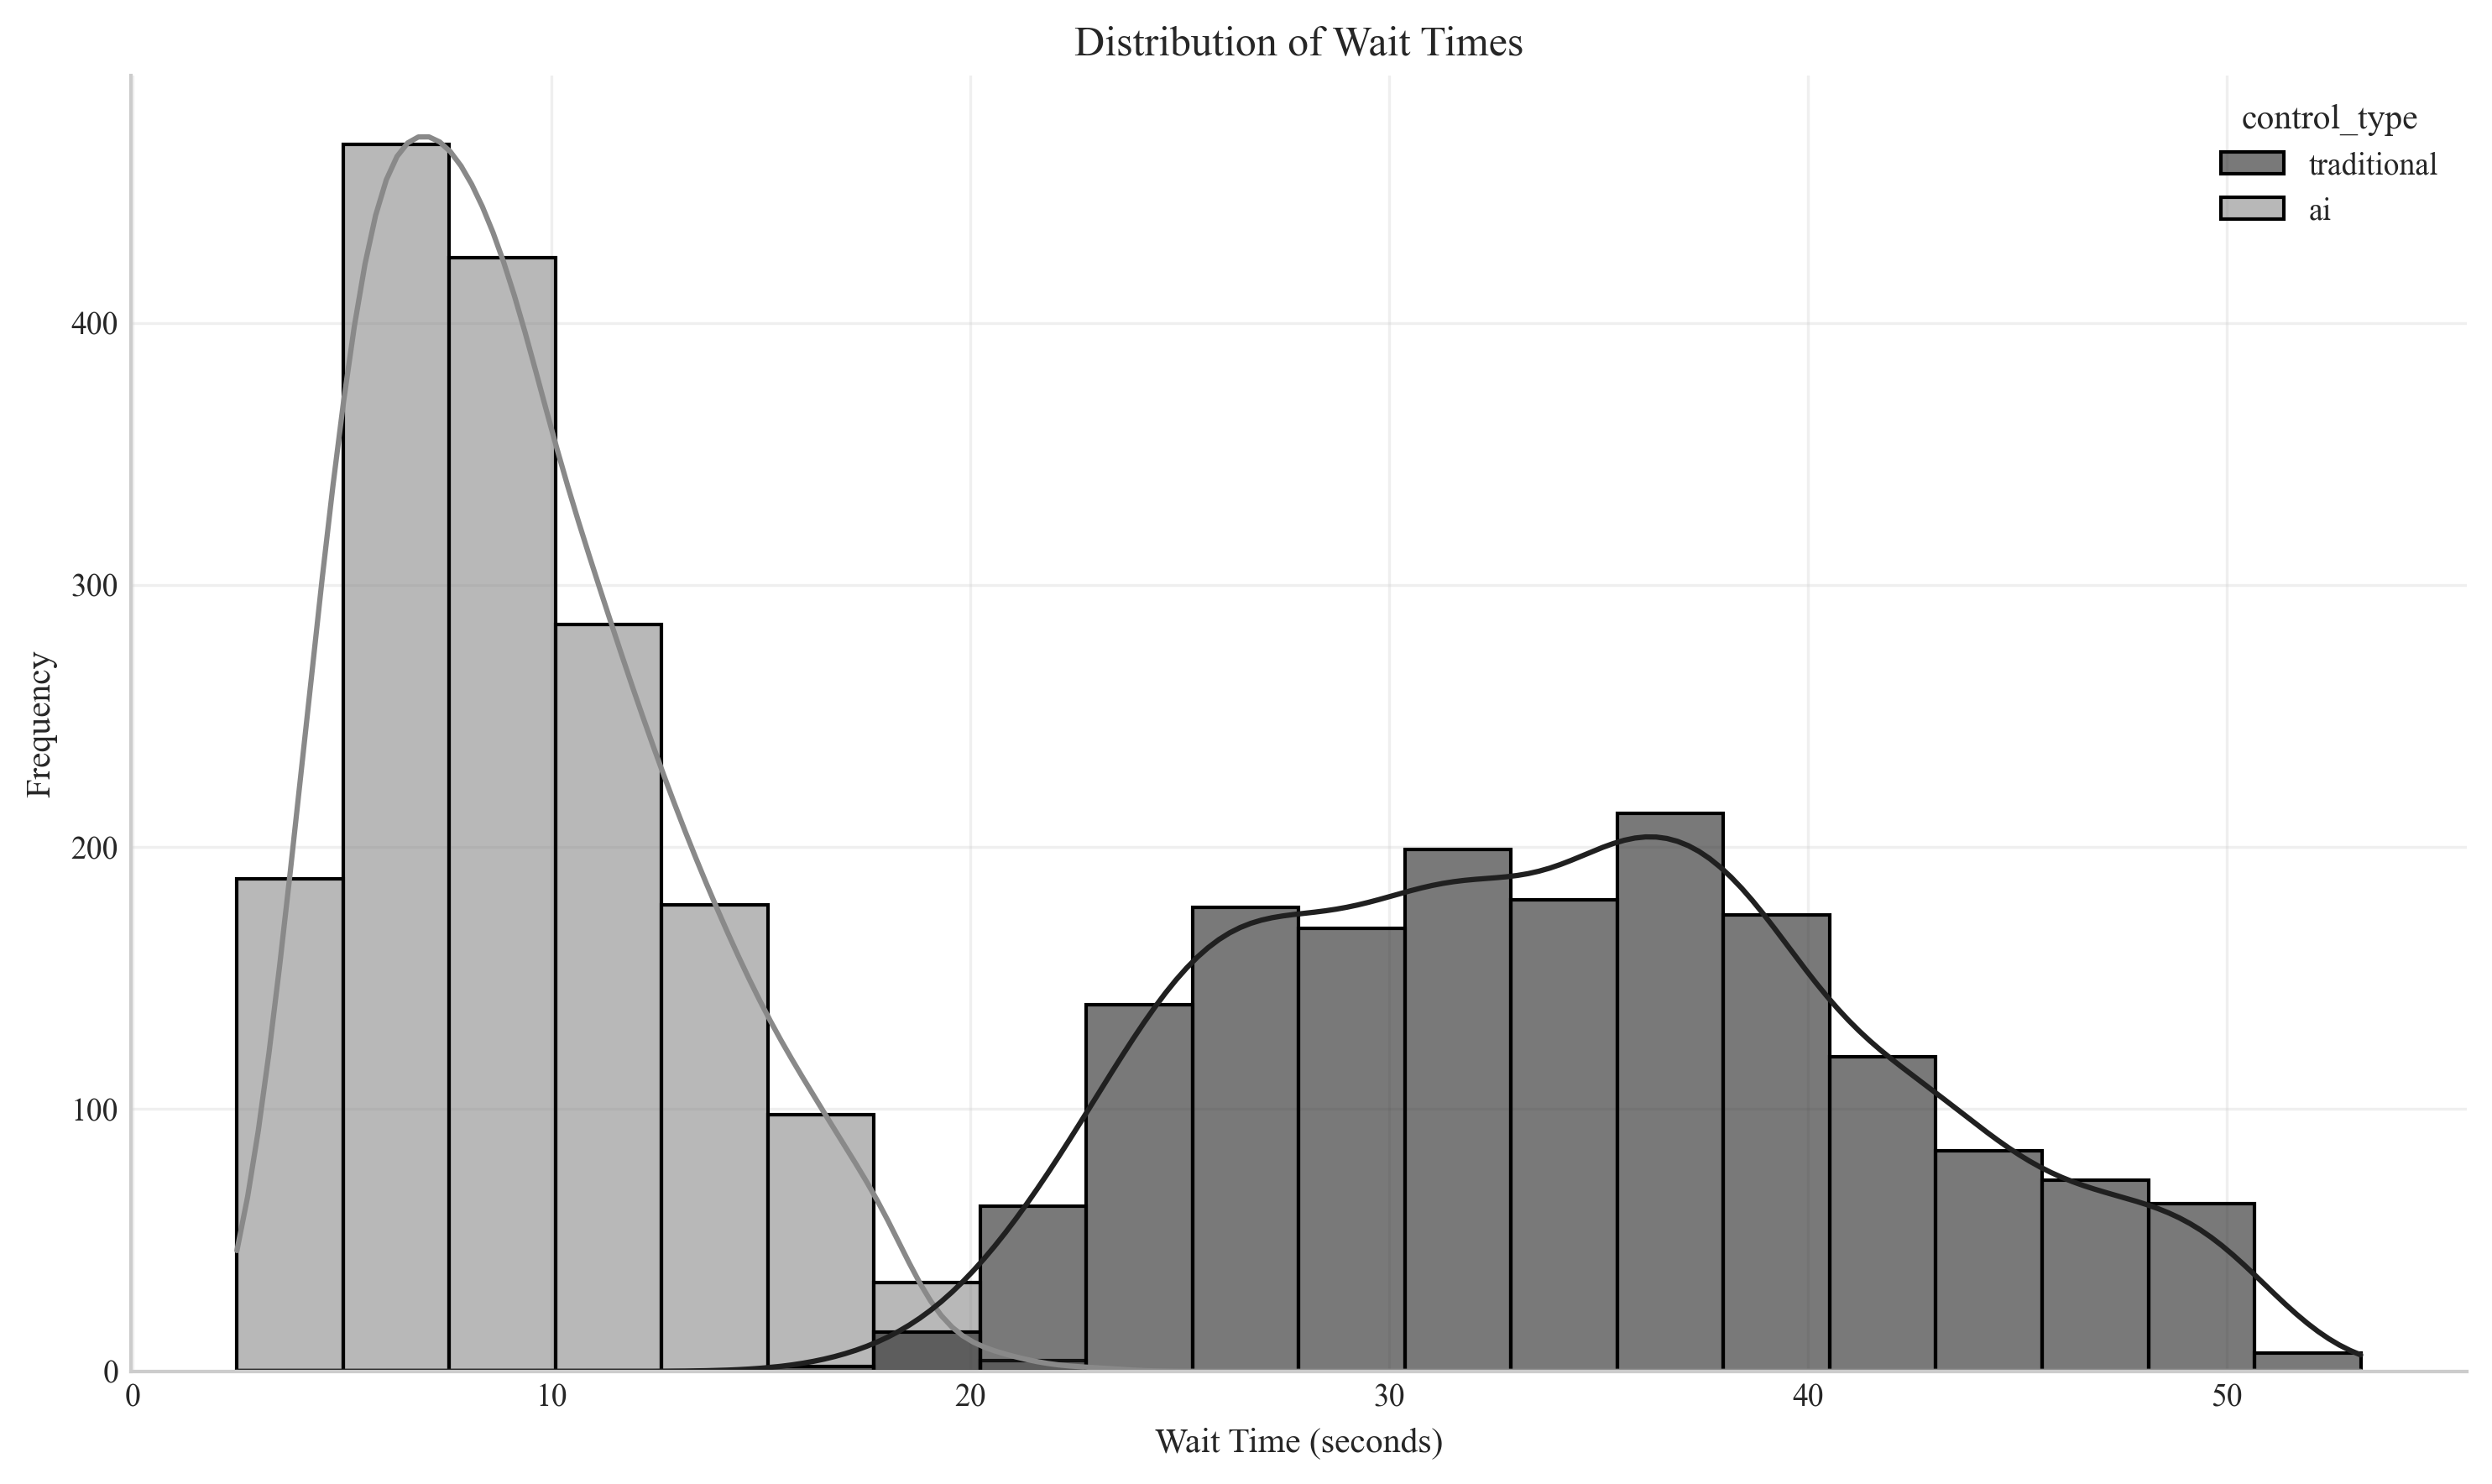 Distribution of Wait Times
control_type
traditional
ai
Frequency
400
300
200
100
0
0 10 20 30 40 50
Wait Time (seconds)